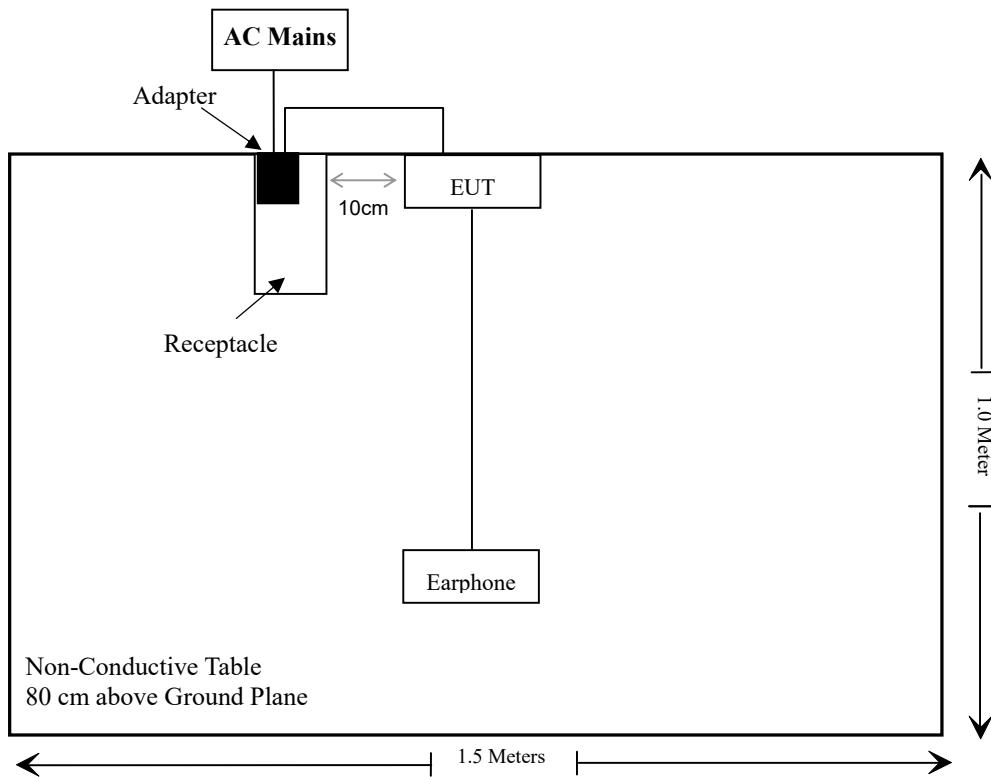 AC Mains
Adapter
EUT
10cm
Receptacle
1.0 Meter
Earphone
Non-Conductive Table
80 cm above Ground Plane
1.5 Meters